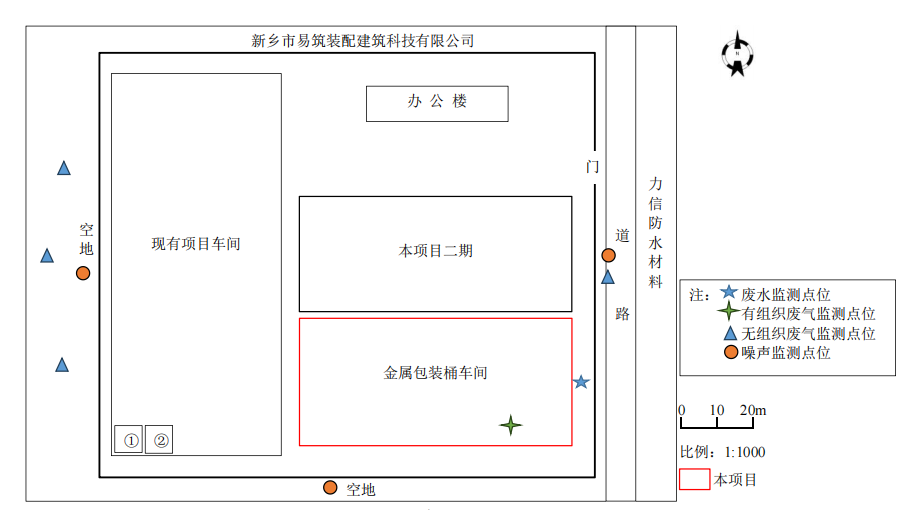 新乡市易筑装配建筑科技有限公司
N
办公楼
门
力信防水材料
空地
现有项目车间
本项目二期
道路
注：
废水监测点位
有组织废气监测点位
无组织废气监测点位
噪声监测点位
金属包装桶车间
0 10 20m
① ②
比例：1:1000
本项目
空地